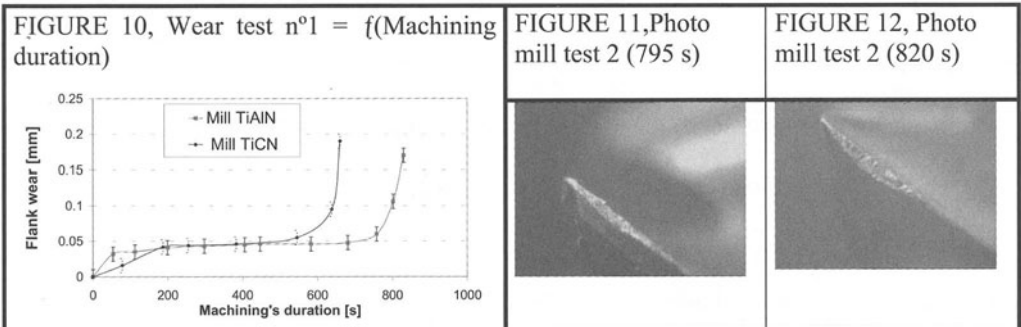 FIGURE 10, Wear test nº1 = f(Machining
duration)
0.25
0.2
0.15
0.1
0.05
0
Flank wear [mm]
Mill TiAlN
Mill TiCN
0
200
400
600
800
1000
Machining's duration [s]
FIGURE 11,Photo
mill test 2 (795 s)
FIGURE 12, Photo
mill test 2 (820 s)